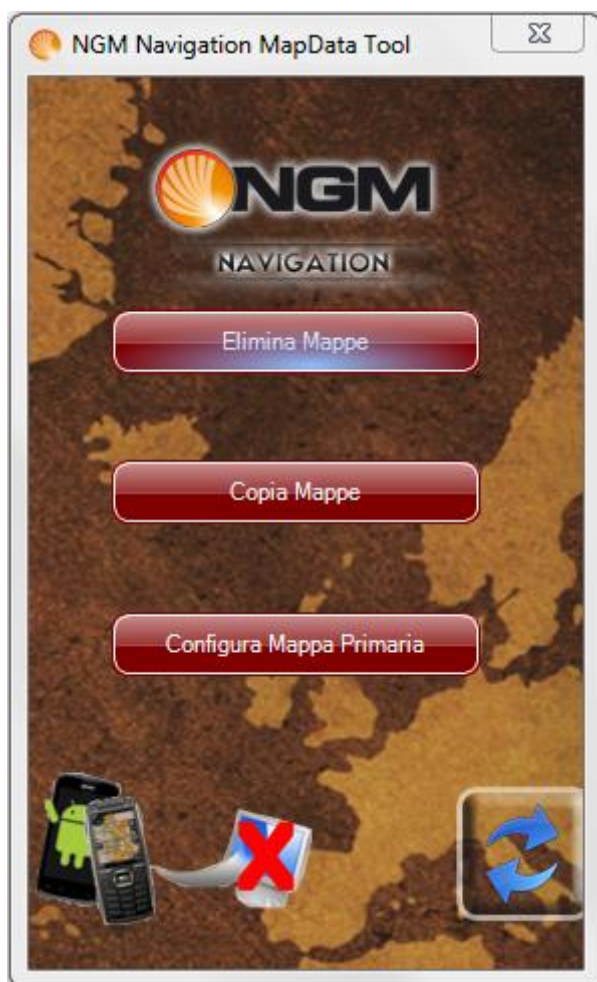 NGM Navigation MapData Tool
NGM
NAVIGATION
Elimina Mappe
Copia Mappe
Configura Mappa Primaria